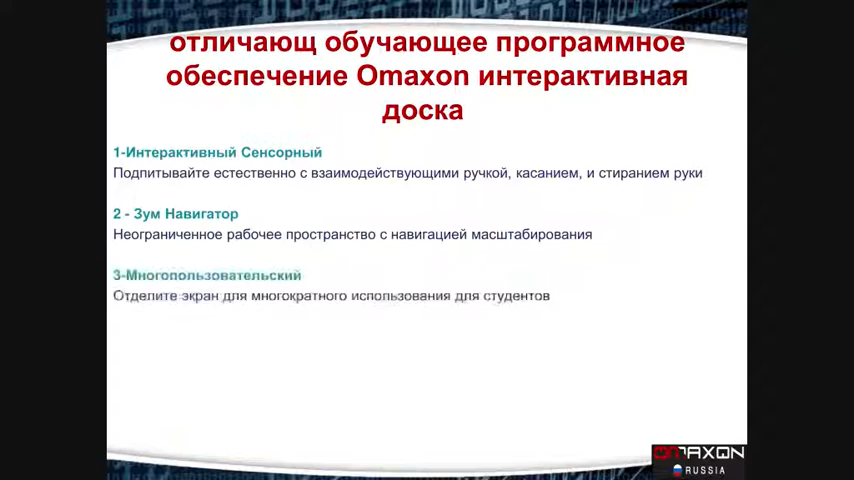 отличающ обучающее программное
обеспечение Omaxon интерактивная
доска
1-Интерактивный Сенсорный
Подпитывайте естественно с взаимодействующими ручкой, касанием, и стиранием руки
2 - Зум Навигатор
Неограниченное рабочее пространство с навигацией масштабирования
3-Многопользовательский
Отделите экран для многократного использования для студентов
OMAXON
RUSSIA